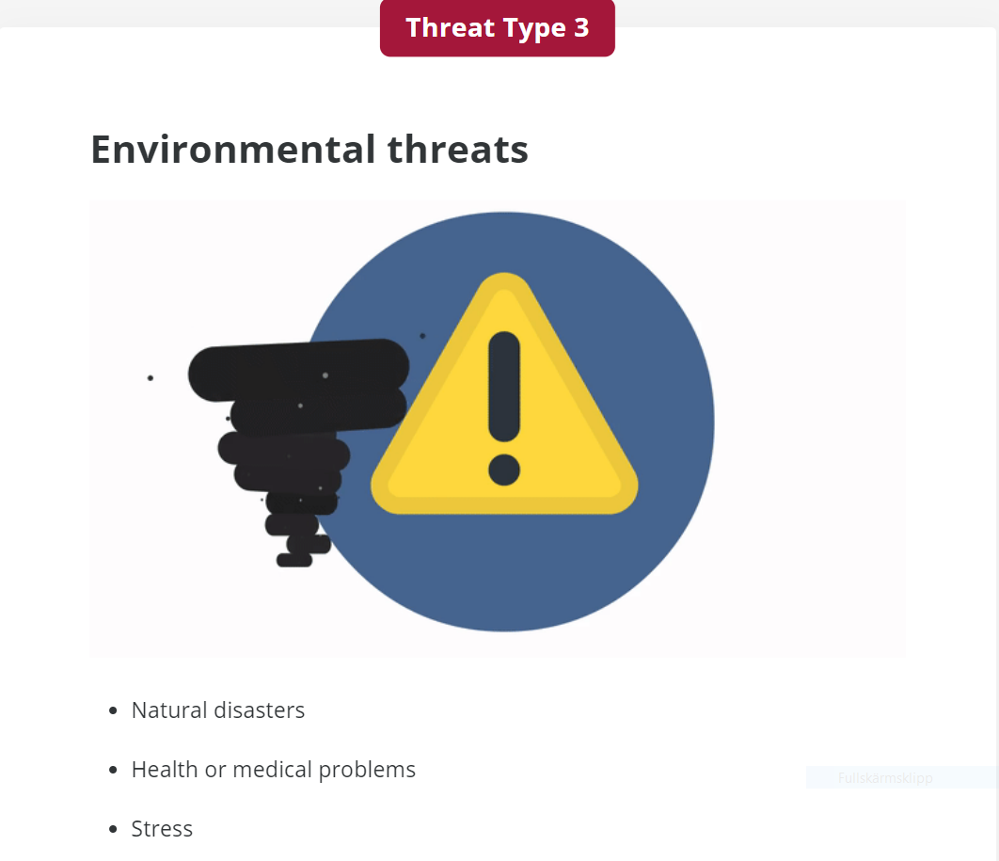 Threat Type 3
Environmental threats
Natural disasters
Health or medical problems
Fullskärmsklipp
Stress